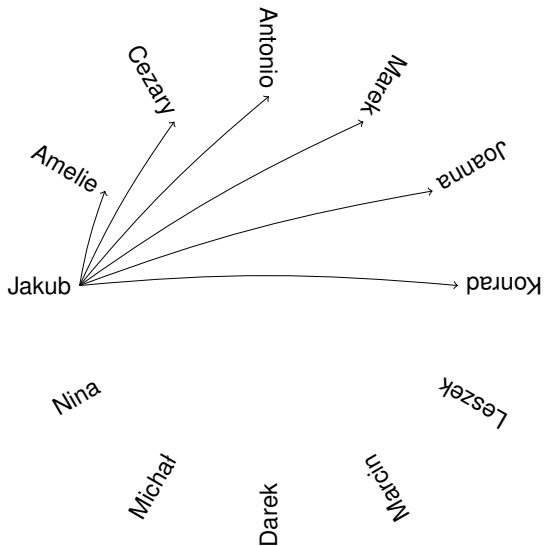 Antonio
Cezary
Marek
Amelie
Joanna
Jakub
Konrad
Nina
Leszek
Michał
Marcin
Darek